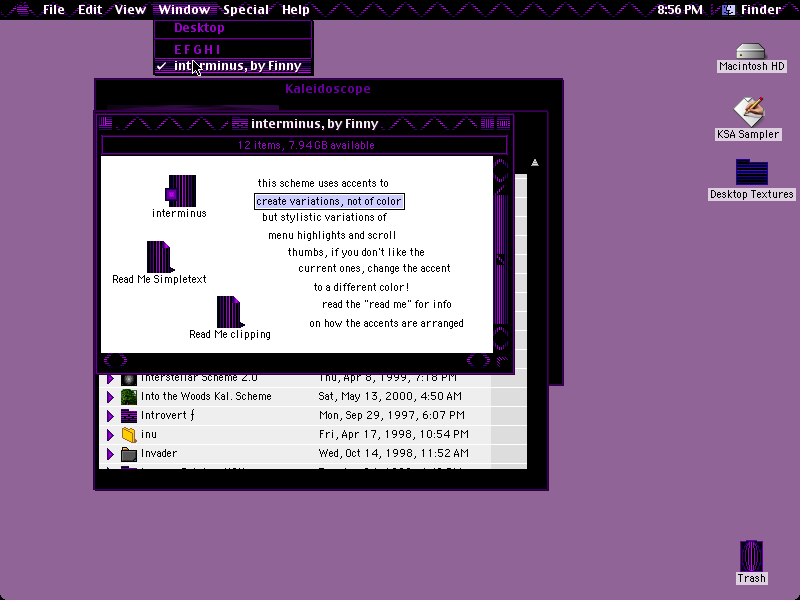 File Edit View Window Special Help 8:56 PM Finder
Desktop
E F G H I
✓ interminus, by Finny
Macintosh HD
KSA Sampler
Desktop Textures
Kaleidoscope
interminus, by Finny
12 items, 7.94 GB available
interminus
Read Me Simpletext
Read Me clipping
this scheme uses accents to
create variations, not of color
but stylistic variations of
menu highlights and scroll
thumbs, if you don't like the
current ones, change the accent
to a different color!
read the "read me" for info
on how the accents are arranged
Interstellar Scheme 2.0 Thu, Apr 8, 1999, 7:18 PM
Into the Woods Kal. Scheme Sat, May 13, 2000, 4:50 AM
Introvert ƒ Mon, Sep 29, 1997, 6:07 PM
inu Fri, Apr 17, 1998, 10:54 PM
Invader Wed, Oct 14, 1998, 11:52 AM
Trash